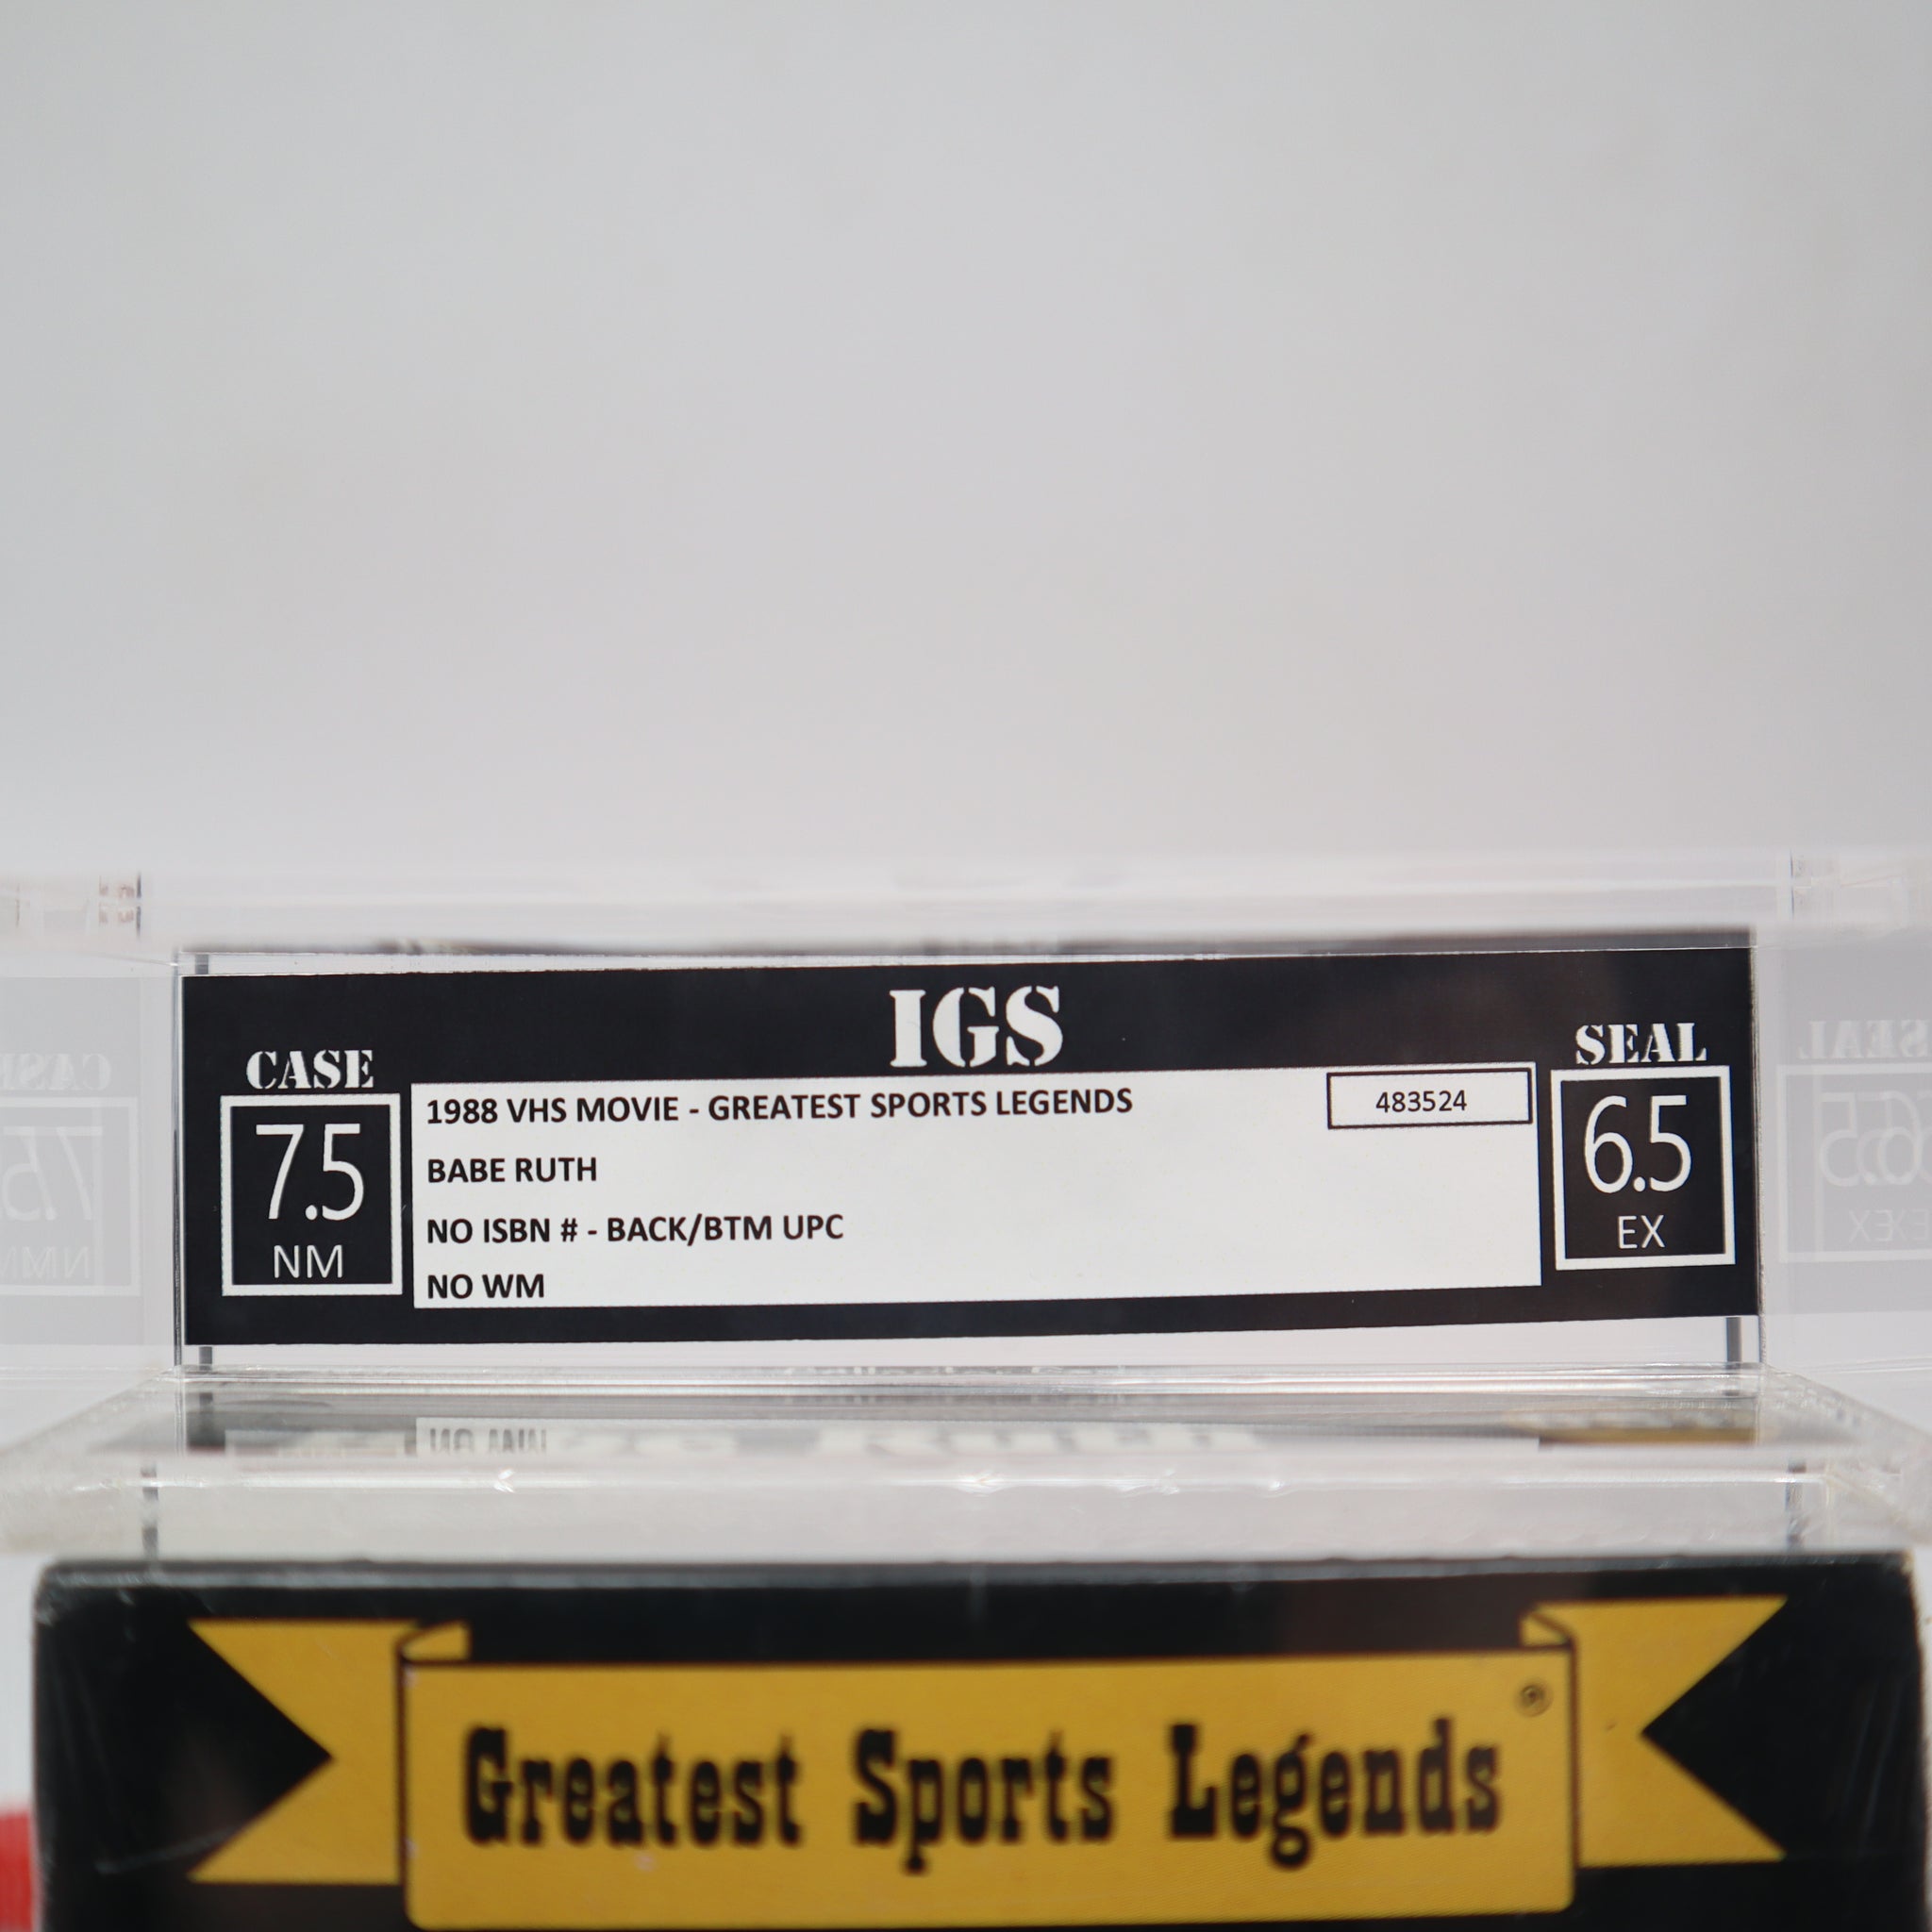 IGS
CASE
7.5
NM
1988 VHS MOVIE - GREATEST SPORTS LEGENDS
BABE RUTH
NO ISBN # - BACK/BTM UPC
NO WM
483524
SEAL
6.5
EX
Greatest Sports Legends ®